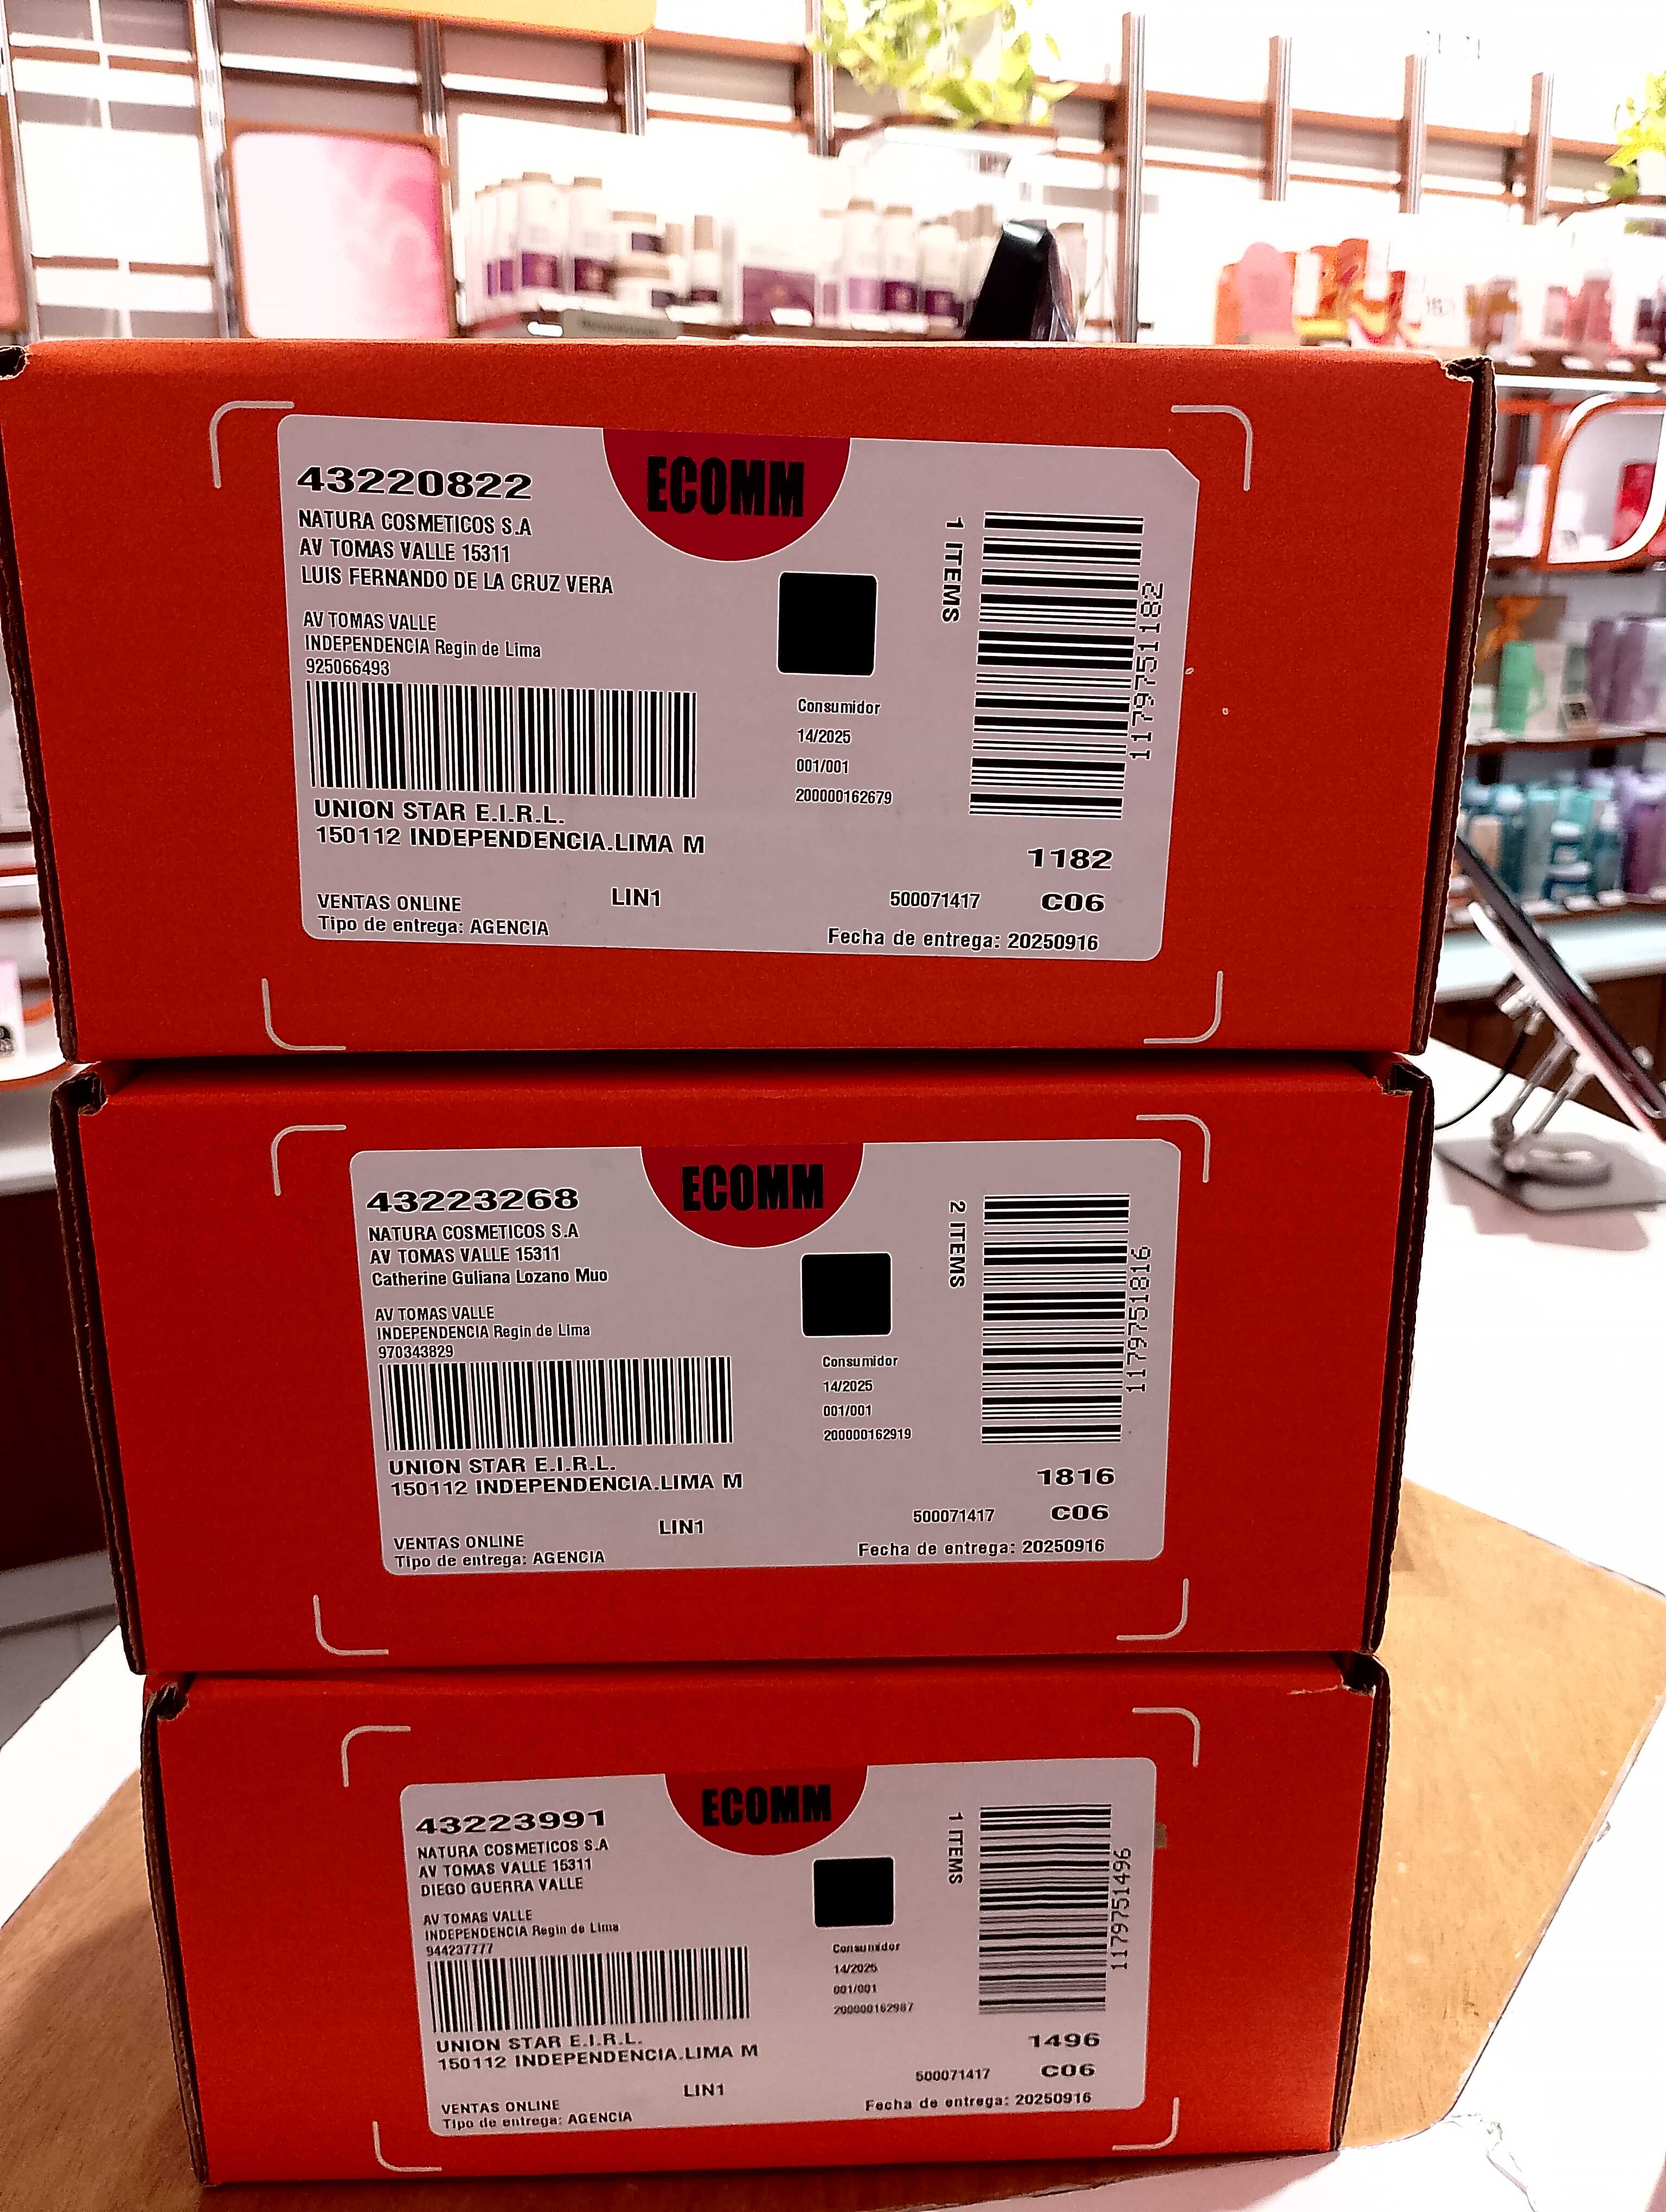 43220822
ECOMM
NATURA COSMETICOS S.A
AV TOMAS VALLE 15311
LUIS FERNANDO DE LA CRUZ VERA
AV TOMAS VALLE
INDEPENDENCIA Regin de Lima
925066493
1 ITEMS
1179751182
Consumidor
14/2025
001/001
200000162679
UNION STAR E.I.R.L.
150112 INDEPENDENCIA.LIMA M
1182
VENTAS ONLINE
LIN1
500071417
C06
Tipo de entrega: AGENCIA
Fecha de entrega: 20250916
43223268
ECOMM
NATURA COSMETICOS S.A
AV TOMAS VALLE 15311
Catherine Guliana Lozano Muo
AV TOMAS VALLE
INDEPENDENCIA Regin de Lima
970343829
2 ITEMS
1179751816
Consumidor
14/2025
001/001
200000162919
UNION STAR E.I.R.L.
150112 INDEPENDENCIA.LIMA M
1816
VENTAS ONLINE
LIN1
500071417
C06
Tipo de entrega: AGENCIA
Fecha de entrega: 20250916
43223991
ECOMM
NATURA COSMETICOS S.A
AV TOMAS VALLE 15311
DIEGO GUERRA VALLE
AV TOMAS VALLE
INDEPENDENCIA Regin de Lima
944237777
1 ITEMS
1179751496
Consumidor
14/2025
001/001
200000162987
UNION STAR E.I.R.L.
150112 INDEPENDENCIA.LIMA M
1496
VENTAS ONLINE
LIN1
500071417
C06
Tipo de entrega: AGENCIA
Fecha de entrega: 20250916